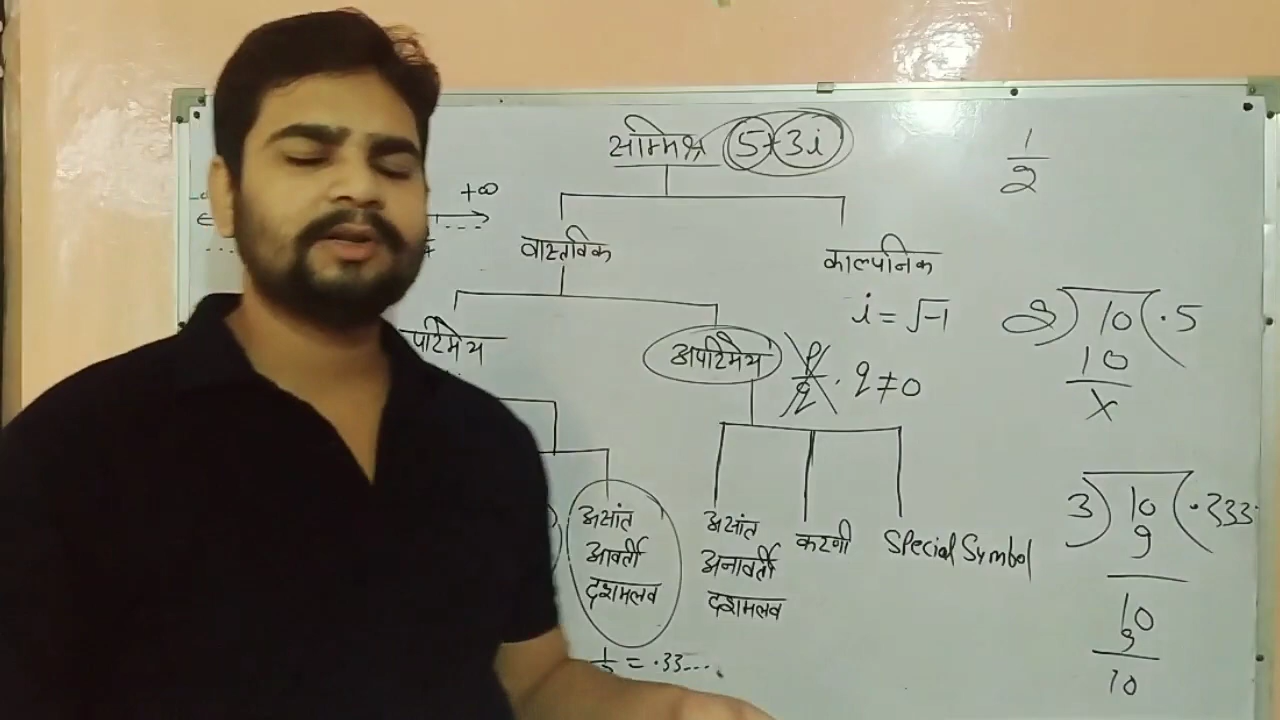 सम्मिश्र 5+3i
1/2
+∞
वास्तविक
काल्पनिक
i = √-1
2) 10 ( .5
10
×
परिमेय
अपरिमेय p/q . q ≠ 0
असांत
आवर्ती
दशमलव
असांत
अनावर्ती
दशमलव
करणी
Special Symbol
3) 10 ( .333
9
10
9
10
= .33....